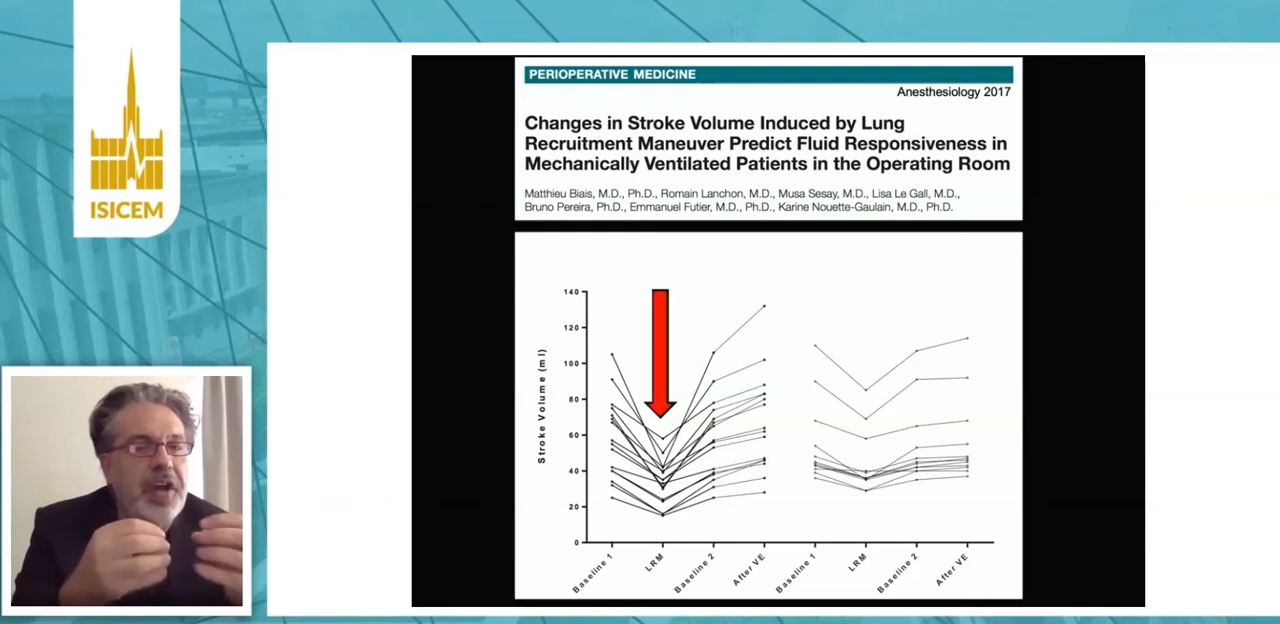 ISICEM
PERIOPERATIVE MEDICINE
Anesthesiology 2017
Changes in Stroke Volume Induced by Lung
Recruitment Maneuver Predict Fluid Responsiveness in
Mechanically Ventilated Patients in the Operating Room
Matthieu Biais, M.D., Ph.D., Romain Lanchon, M.D., Musa Sesay, M.D., Lisa Le Gall, M.D.,
Bruno Pereira, Ph.D., Emmanuel Futier, M.D., Ph.D., Karine Nouette-Gaulain, M.D., Ph.D.
Stroke Volume (ml)
140
120
100
80
60
40
20
0
Baseline 1
LRM
Baseline 2
After VE
Baseline 1
LRM
Baseline 2
After VE